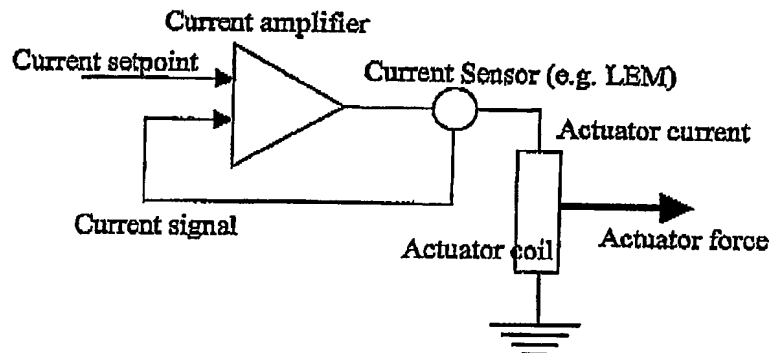 Current amplifier
Current setpoint
Current Sensor (e.g. LEM)
Actuator current
Current signal
Actuator coil
Actuator force